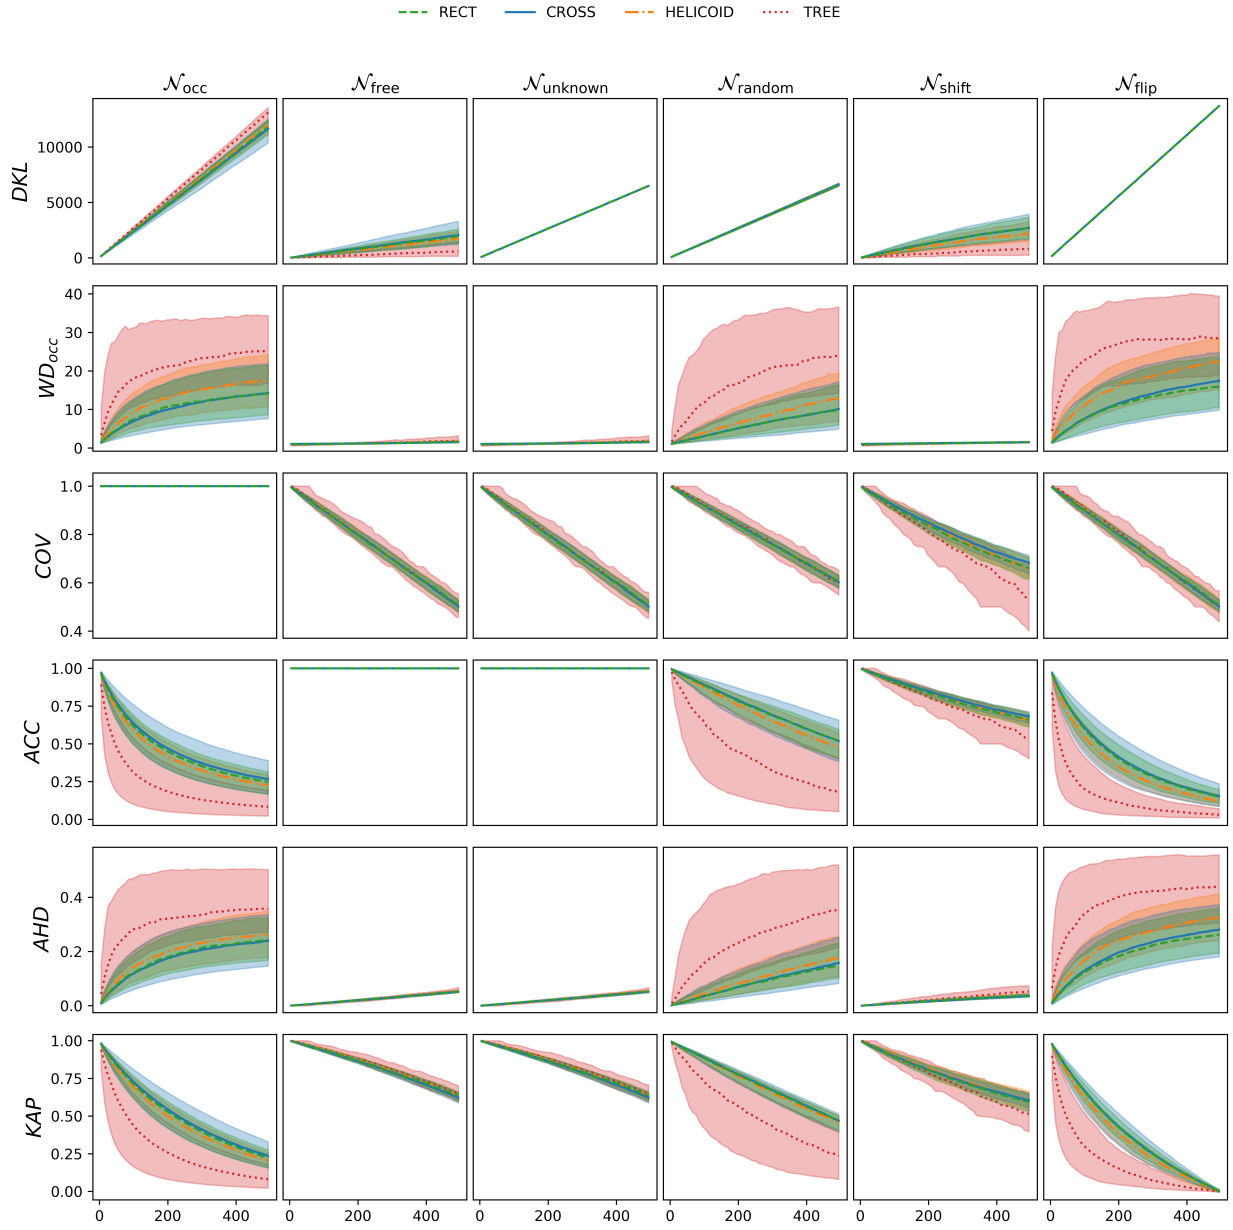 RECT CROSS HELICOID TREE
𝒩occ 𝒩free 𝒩unknown 𝒩random 𝒩shift 𝒩flip
DKL
10000
5000
0
WDocc
40
30
20
10
0
COV
1.0
0.8
0.6
0.4
ACC
1.00
0.75
0.50
0.25
0.00
AHD
0.4
0.2
0.0
KAP
1.00
0.75
0.50
0.25
0.00
0 200 400 0 200 400 0 200 400 0 200 400 0 200 400 0 200 400